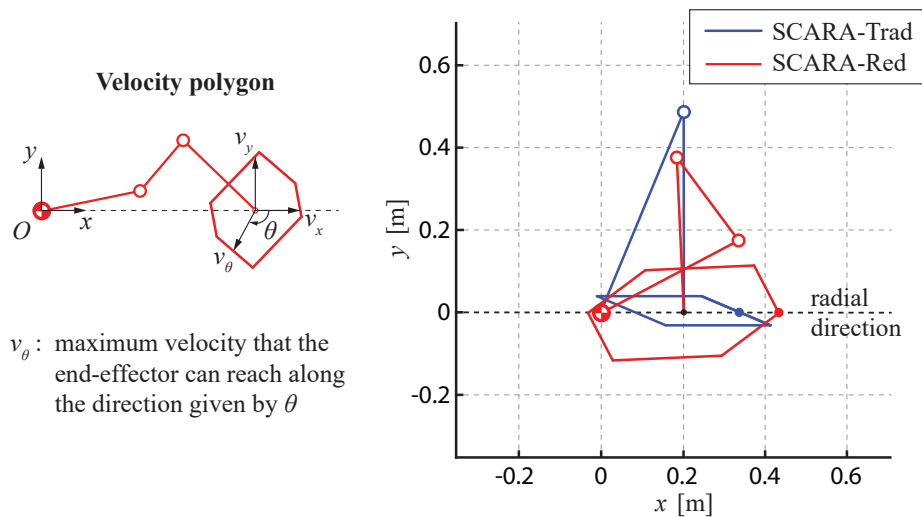 Velocity polygon
y
O
x
v_y
v_x
v_θ
θ
v_θ : maximum velocity that the
end-effector can reach along
the direction given by θ
SCARA-Trad
SCARA-Red
0.6
0.4
0.2
0
-0.2
y [m]
radial
direction
-0.2
0
0.2
0.4
0.6
x [m]